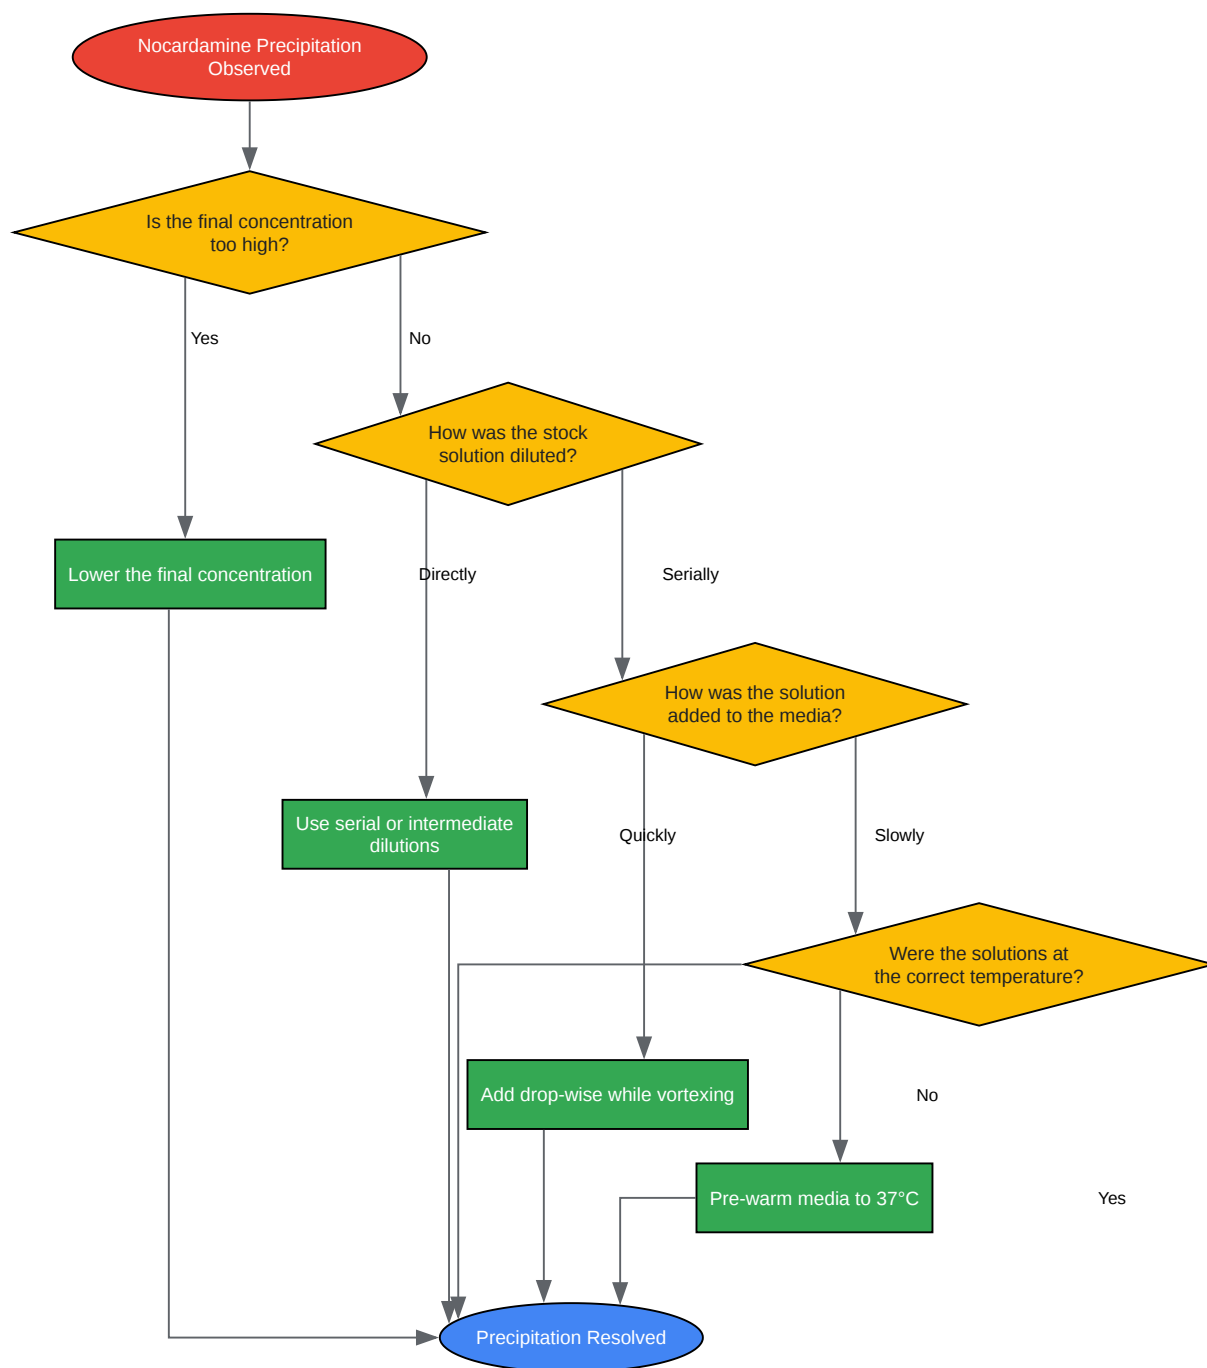 Nocardamine Precipitation
Observed
Is the final concentration
too high?
Yes
No
How was the stock
solution diluted?
Lower the final concentration
Directly
Serially
How was the solution
added to the media?
Use serial or intermediate
dilutions
Quickly
Slowly
Were the solutions at
the correct temperature?
Add drop-wise while vortexing
No
Pre-warm media to 37°C
Yes
Precipitation Resolved